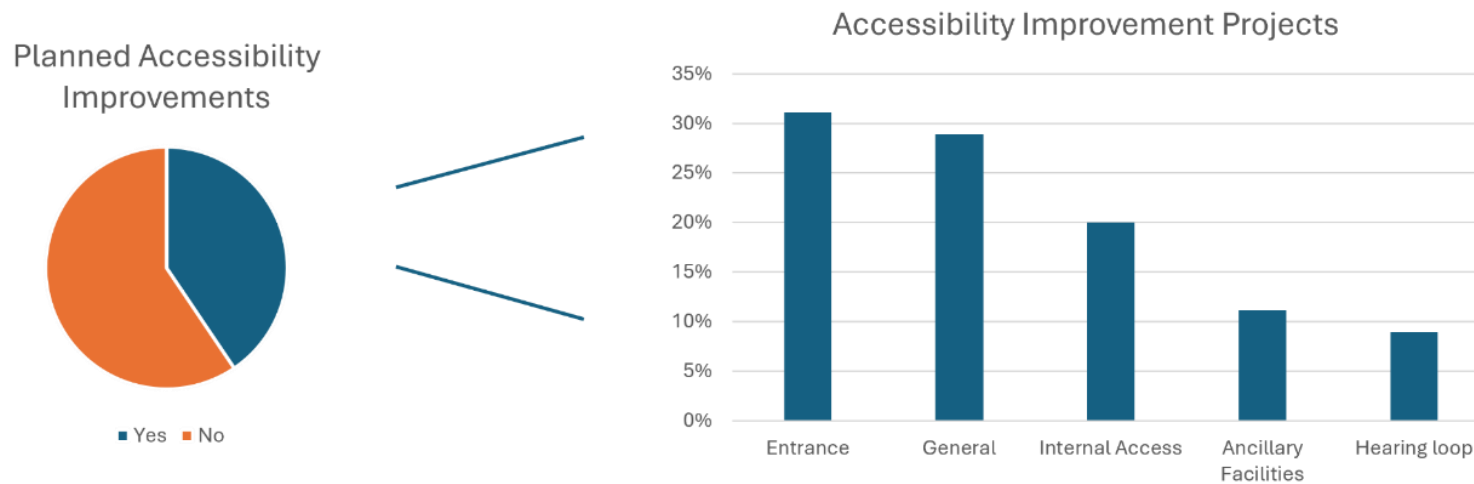 Planned Accessibility
Improvements
Yes No
Accessibility Improvement Projects
35%
30%
25%
20%
15%
10%
5%
0%
Entrance General Internal Access Ancillary Facilities Hearing loop